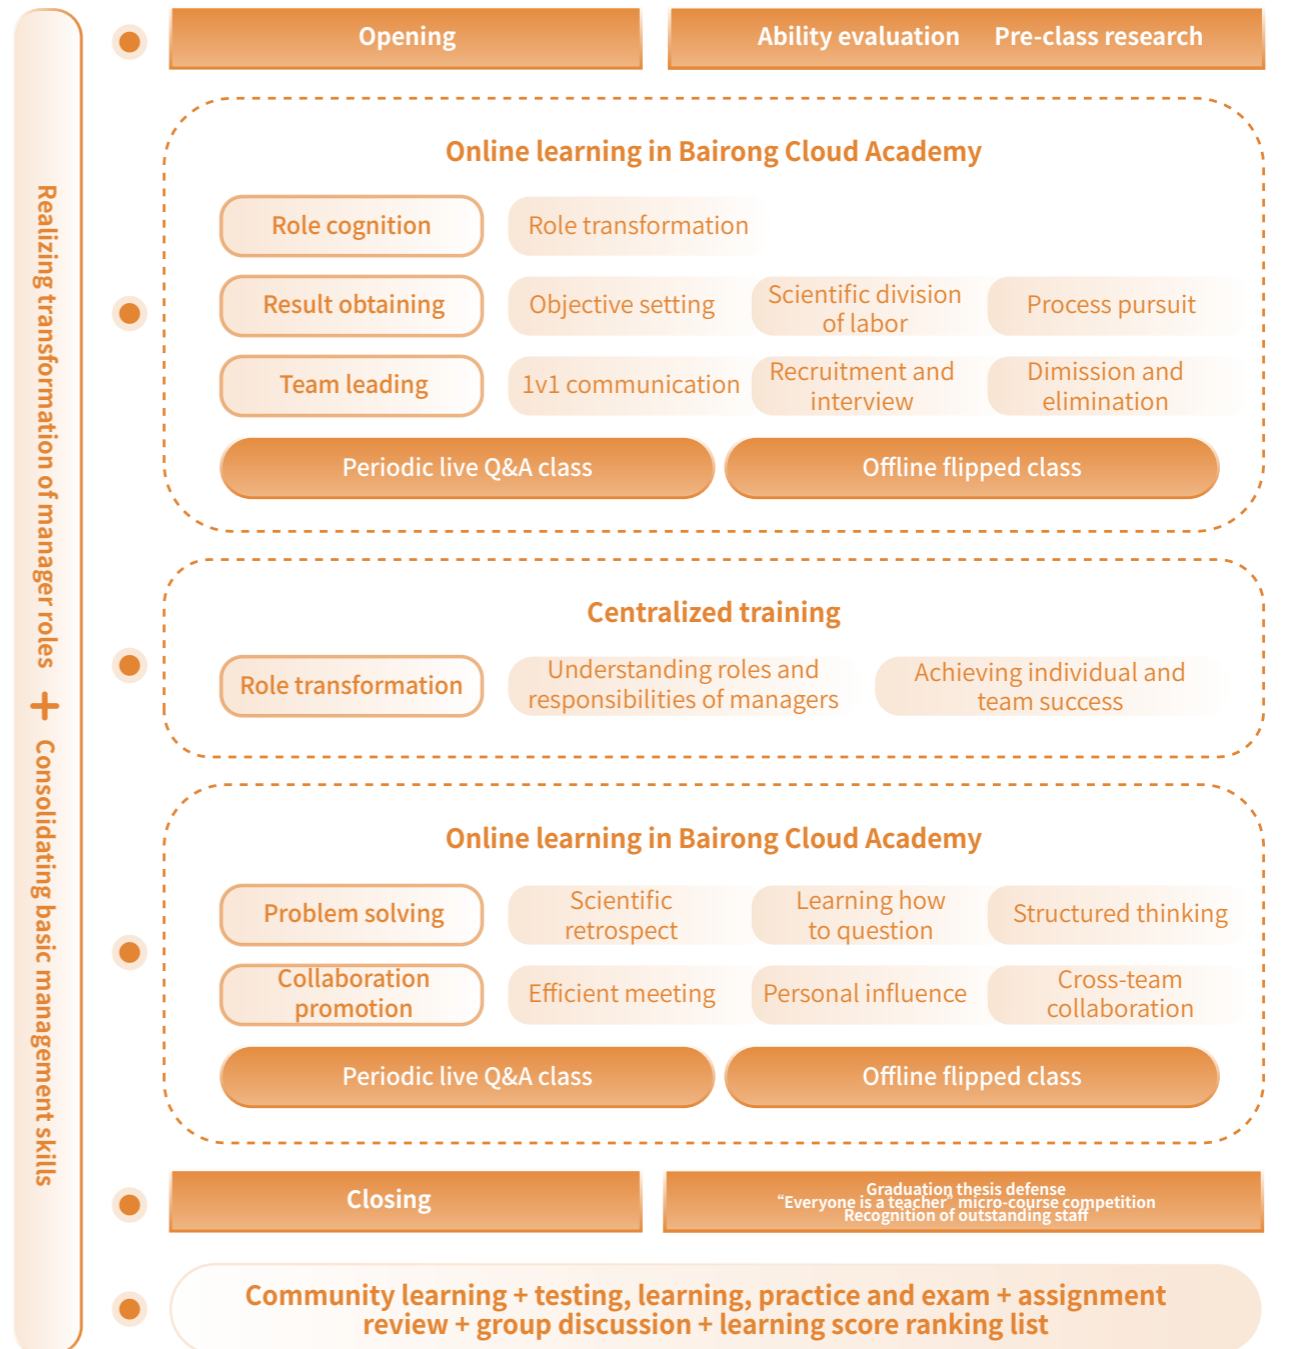 Realizing transformation of manager roles + Consolidating basic management skills
Opening
Ability evaluation Pre-class research
Online learning in Bairong Cloud Academy
Role cognition
Role transformation
Result obtaining
Objective setting
Scientific division
of labor
Process pursuit
Team leading
1v1 communication
Recruitment and
interview
Dimission and
elimination
Periodic live Q&A class
Offline flipped class
Centralized training
Role transformation
Understanding roles and
responsibilities of managers
Achieving individual and
team success
Online learning in Bairong Cloud Academy
Problem solving
Scientific
retrospect
Learning how
to question
Structured thinking
Collaboration
promotion
Efficient meeting
Personal influence
Cross-team
collaboration
Periodic live Q&A class
Offline flipped class
Closing
Graduation thesis defense
“Everyone is a teacher” micro-course competition
Recognition of outstanding staff
Community learning + testing, learning, practice and exam + assignment
review + group discussion + learning score ranking list